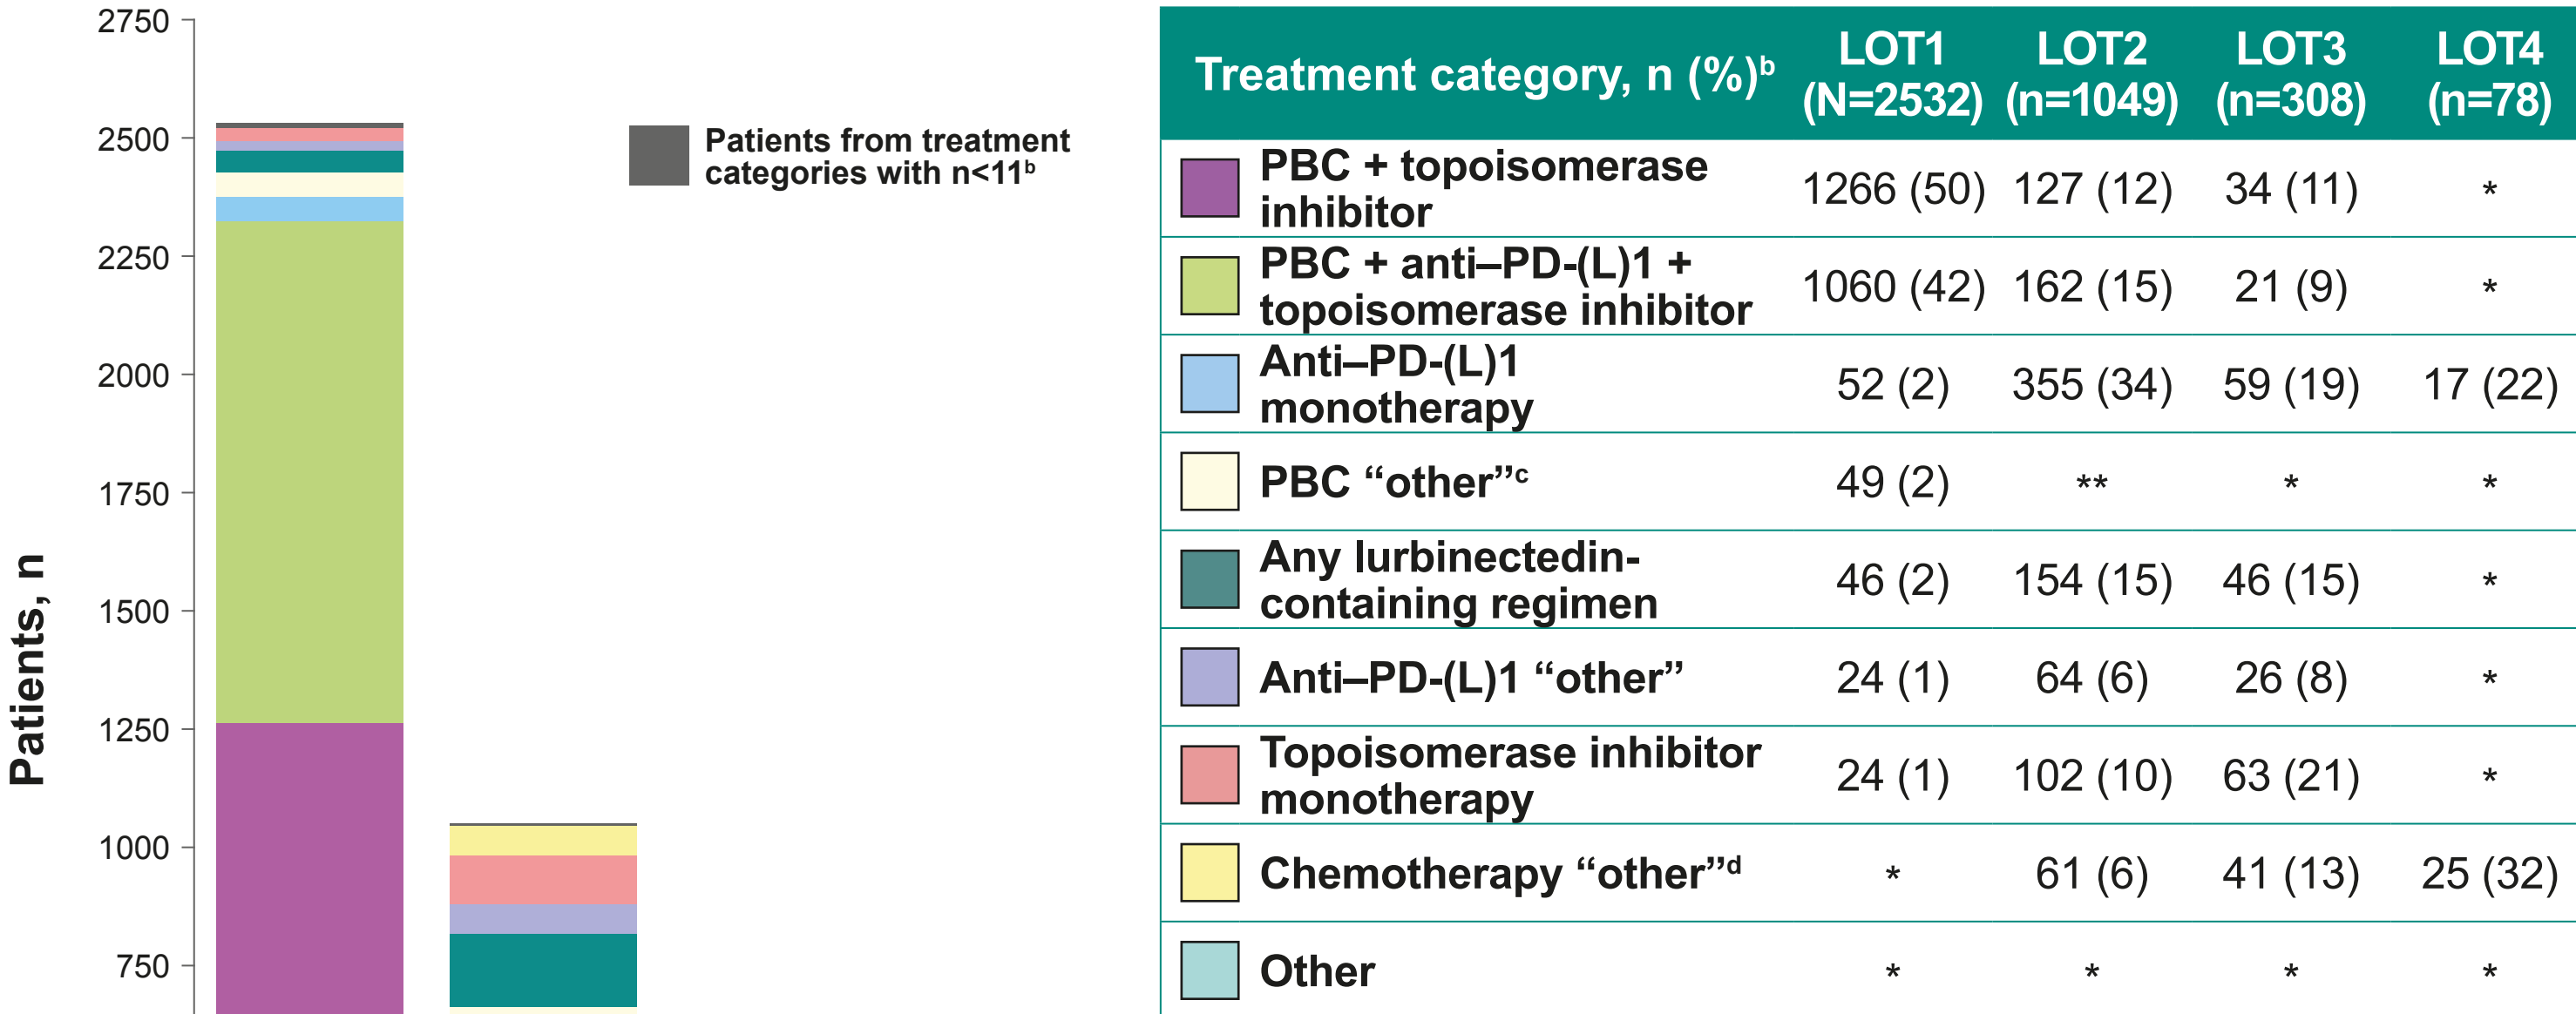 2750
2500
2250
2000
1750
1500
1250
1000
750
Patients, n
Patients from treatment
categories with n<11ᵇ
Treatment category, n (%)ᵇ LOT1 (N=2532) LOT2 (n=1049) LOT3 (n=308) LOT4 (n=78)
PBC + topoisomerase
inhibitor 1266 (50) 127 (12) 34 (11) *
PBC + anti–PD-(L)1 +
topoisomerase inhibitor 1060 (42) 162 (15) 21 (9) *
Anti–PD-(L)1
monotherapy 52 (2) 355 (34) 59 (19) 17 (22)
PBC “other”ᶜ 49 (2) ** * *
Any lurbinectedin-
containing regimen 46 (2) 154 (15) 46 (15) *
Anti–PD-(L)1 “other” 24 (1) 64 (6) 26 (8) *
Topoisomerase inhibitor
monotherapy 24 (1) 102 (10) 63 (21) *
Chemotherapy “other”ᵈ * 61 (6) 41 (13) 25 (32)
Other * * * *